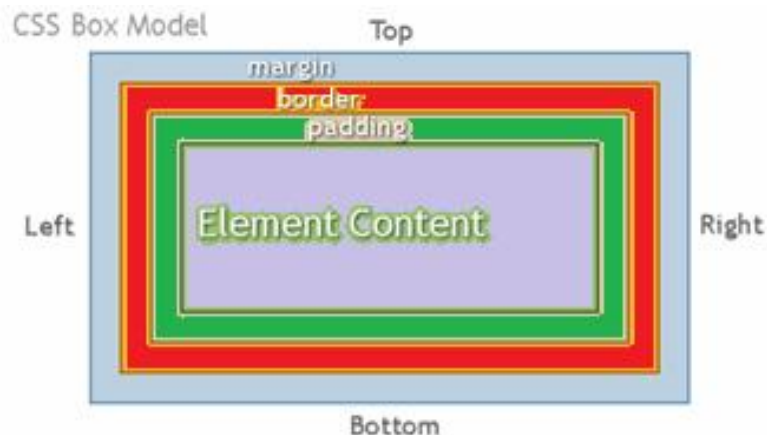 CSS Box Model
Top
margin
border
padding
Left
Element Content
Right
Bottom